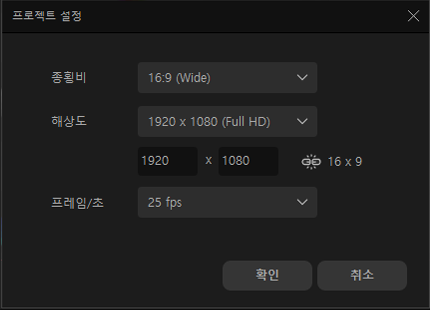 프로젝트 설정
종횡비 16:9 (Wide)
해상도 1920 x 1080 (Full HD)
1920 x 1080 16 x 9
프레임/초 25 fps
확인 취소